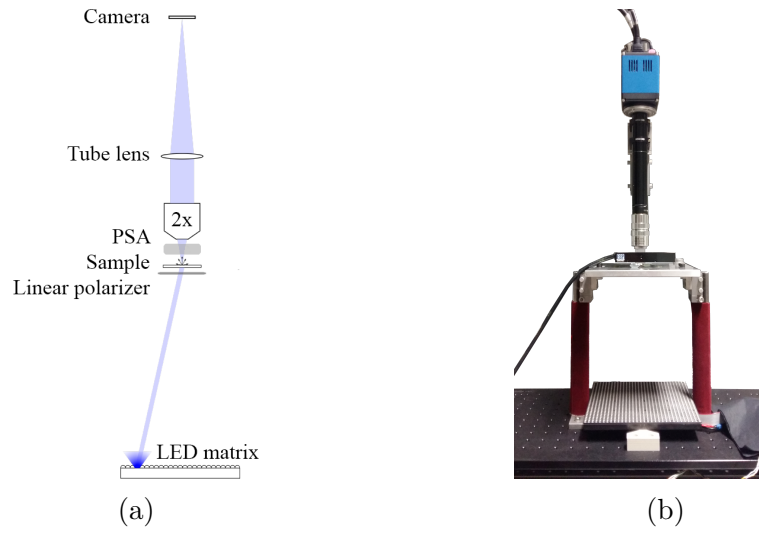 Camera
Tube lens
2x
PSA
Sample
Linear polarizer
LED matrix
(a)
(b)